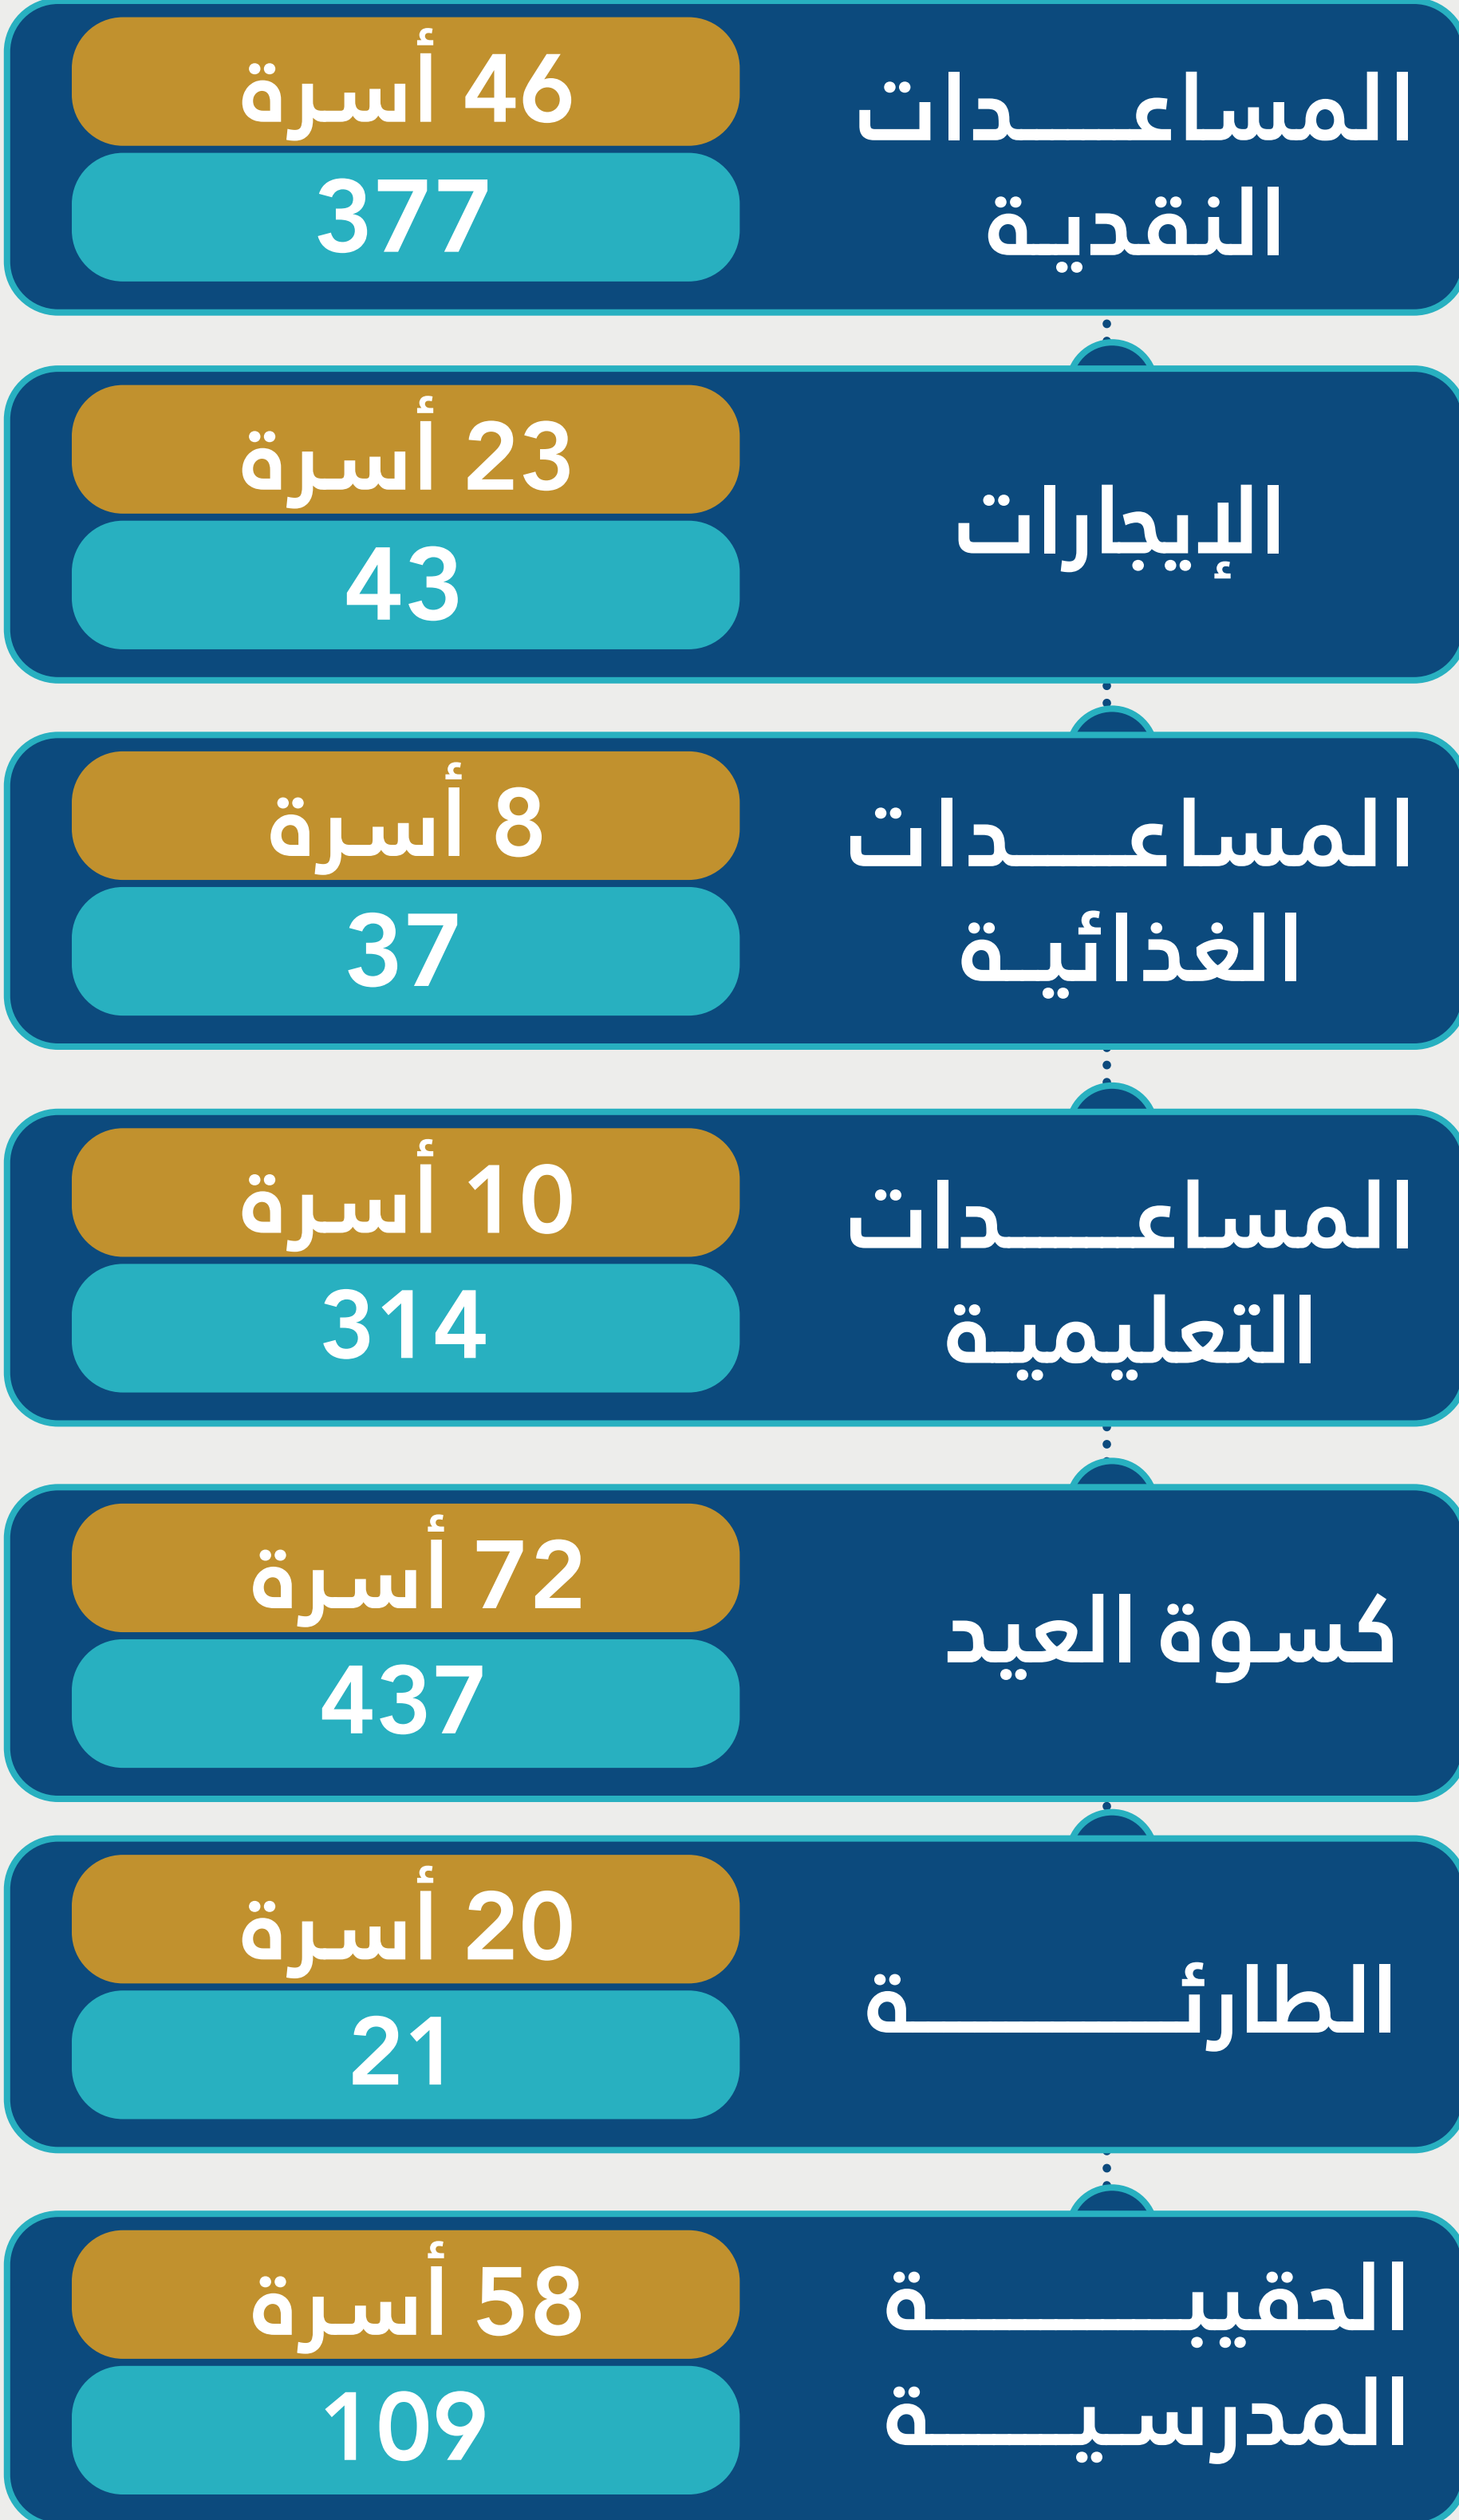 المساعدات
النقدية
46 أسرة
377
الإيجارات
23 أسرة
43
المساعدات
الغذائية
8 أسرة
37
المساعدات
التعليمية
10 أسرة
314
كسوة العيد
72 أسرة
437
الطارئة
20 أسرة
21
الحقيبة
المدرسية
58 أسرة
109